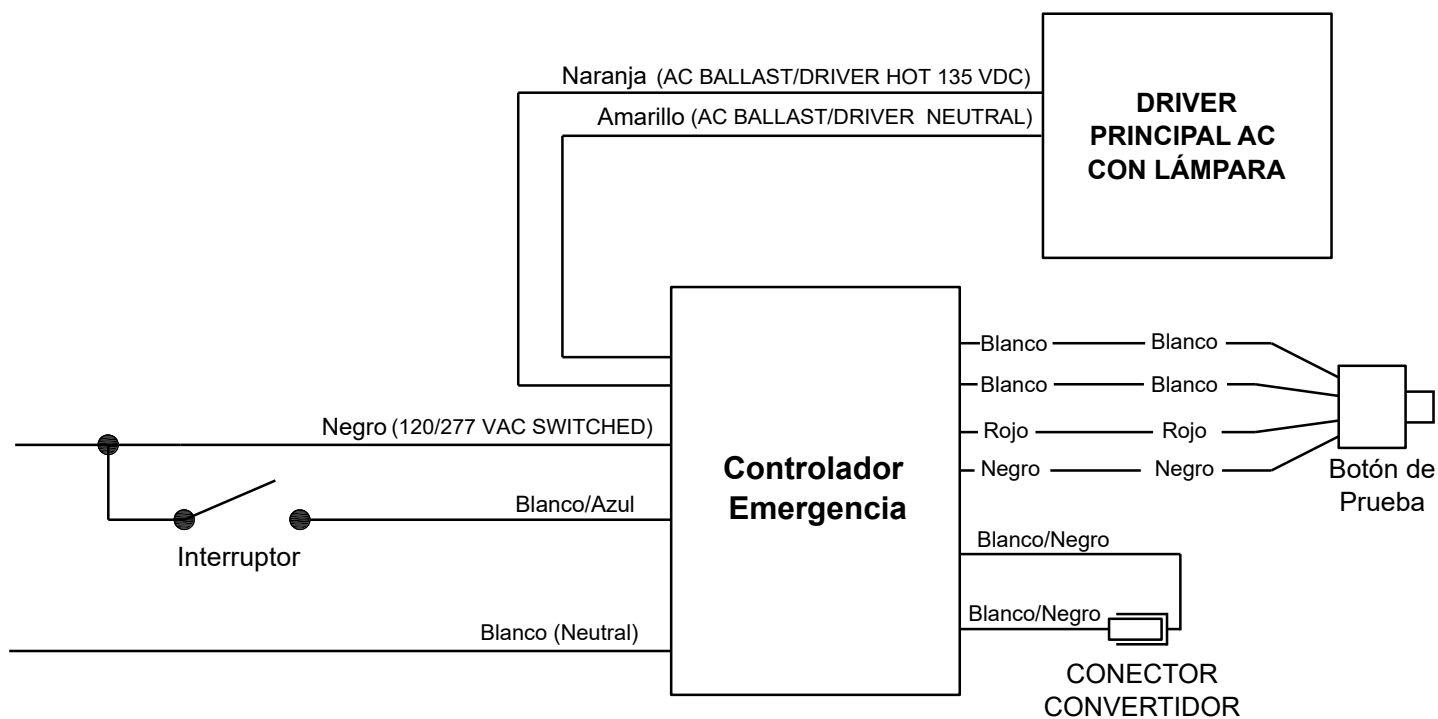 Naranja (AC BALLAST/DRIVER HOT 135 VDC)
Amarillo (AC BALLAST/DRIVER NEUTRAL)
DRIVER
PRINCIPAL AC
CON LÁMPARA
Negro (120/277 VAC SWITCHED)
Blanco/Azul
Interruptor
Blanco (Neutral)
Controlador
Emergencia
Blanco Blanco
Blanco Blanco
Rojo Rojo
Negro Negro
Botón de
Prueba
Blanco/Negro
Blanco/Negro
CONECTOR
CONVERTIDOR